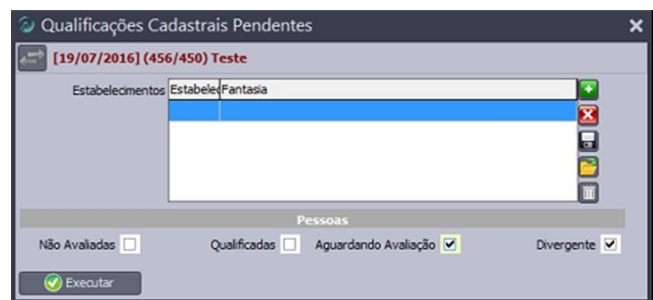 Qualificações Cadastrais Pendentes
[19/07/2016] (456/450) Teste
Estabelecimentos Estabelec Fantasia
Pessoas
Não Avaliadas Qualificadas Aguardando Avaliação Divergente
Executar